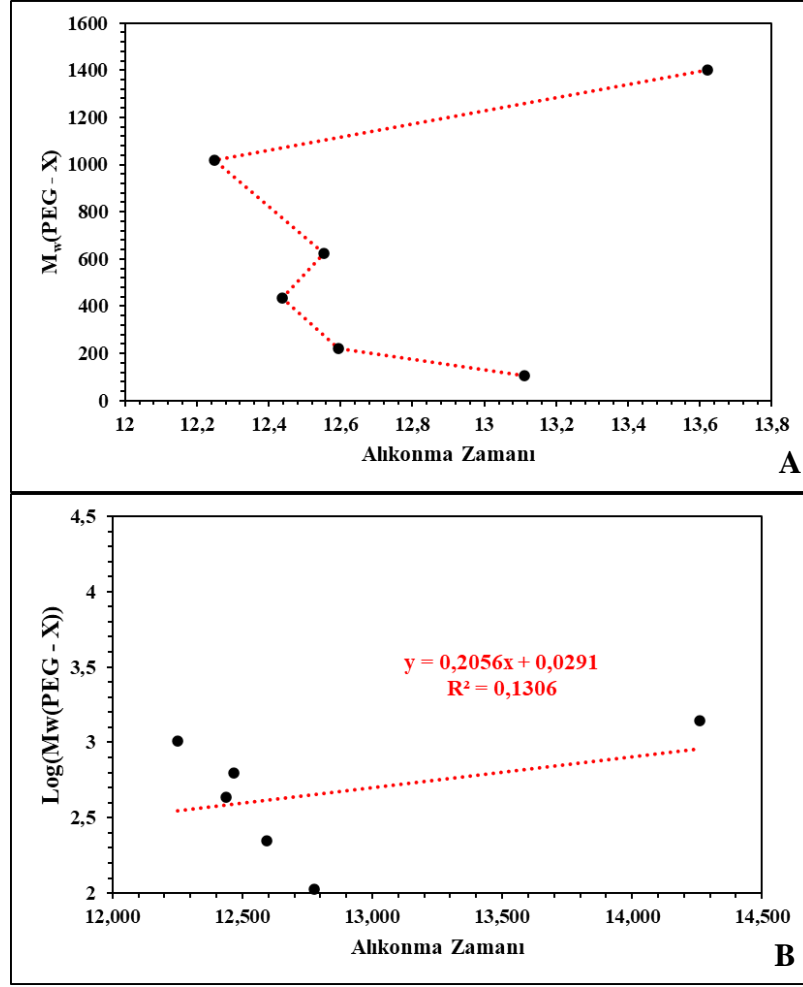 1600
1400
1200
1000
800
600
400
200
0
M_w(PEG - X)
12 12,2 12,4 12,6 12,8 13 13,2 13,4 13,6 13,8
Alıkonma Zamanı
A
4,5
4
3,5
3
2,5
2
Log(Mw(PEG - X))
y = 0,2056x + 0,0291
R² = 0,1306
12,000 12,500 13,000 13,500 14,000 14,500
Alıkonma Zamanı
B